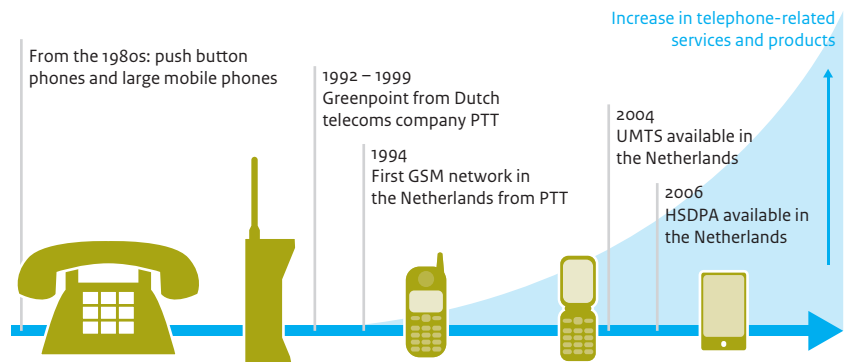 Increase in telephone-related
services and products
From the 1980s: push button
phones and large mobile phones
1992 – 1999
Greenpoint from Dutch
telecoms company PTT
1994
First GSM network in
the Netherlands from PTT
2004
UMTS available in
the Netherlands
2006
HSDPA available in
the Netherlands